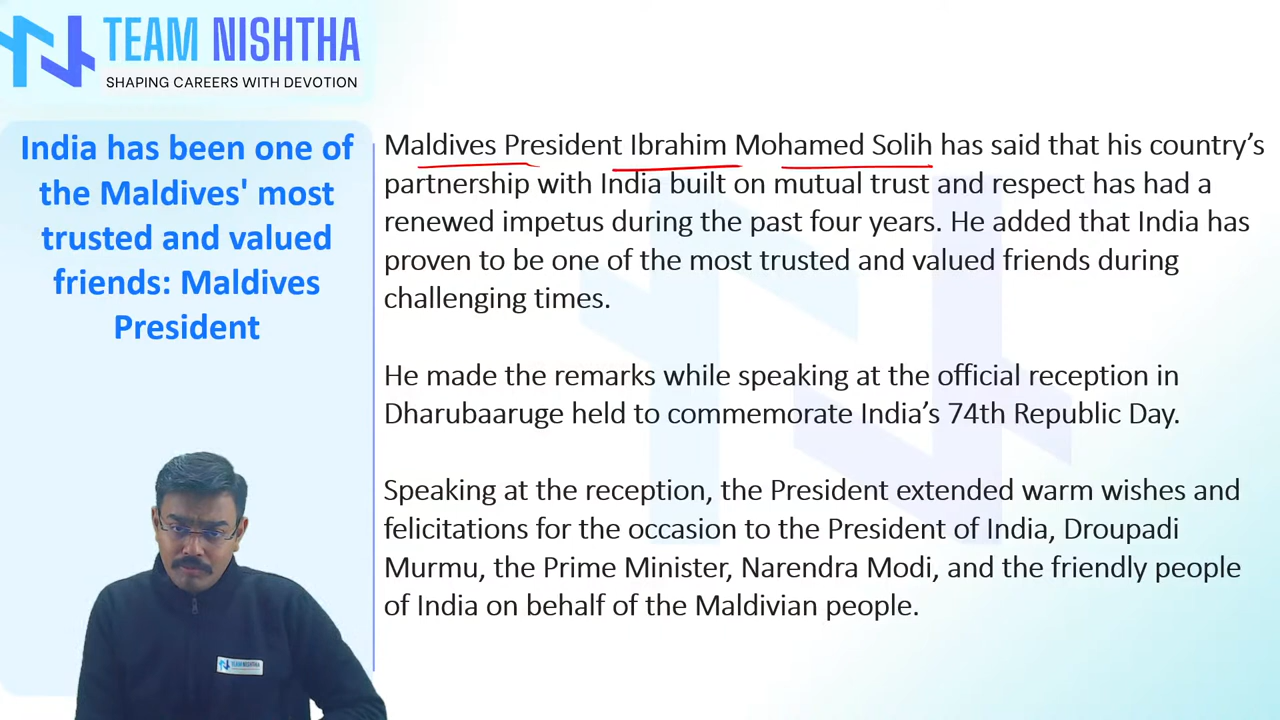 TEAM NISHTHA
SHAPING CAREERS WITH DEVOTION
India has been one of
the Maldives' most
trusted and valued
friends: Maldives
President
Maldives President Ibrahim Mohamed Solih has said that his country’s
partnership with India built on mutual trust and respect has had a
renewed impetus during the past four years. He added that India has
proven to be one of the most trusted and valued friends during
challenging times.
He made the remarks while speaking at the official reception in
Dharubaaruge held to commemorate India’s 74th Republic Day.
Speaking at the reception, the President extended warm wishes and
felicitations for the occasion to the President of India, Droupadi
Murmu, the Prime Minister, Narendra Modi, and the friendly people
of India on behalf of the Maldivian people.
TEAM NISHTHA